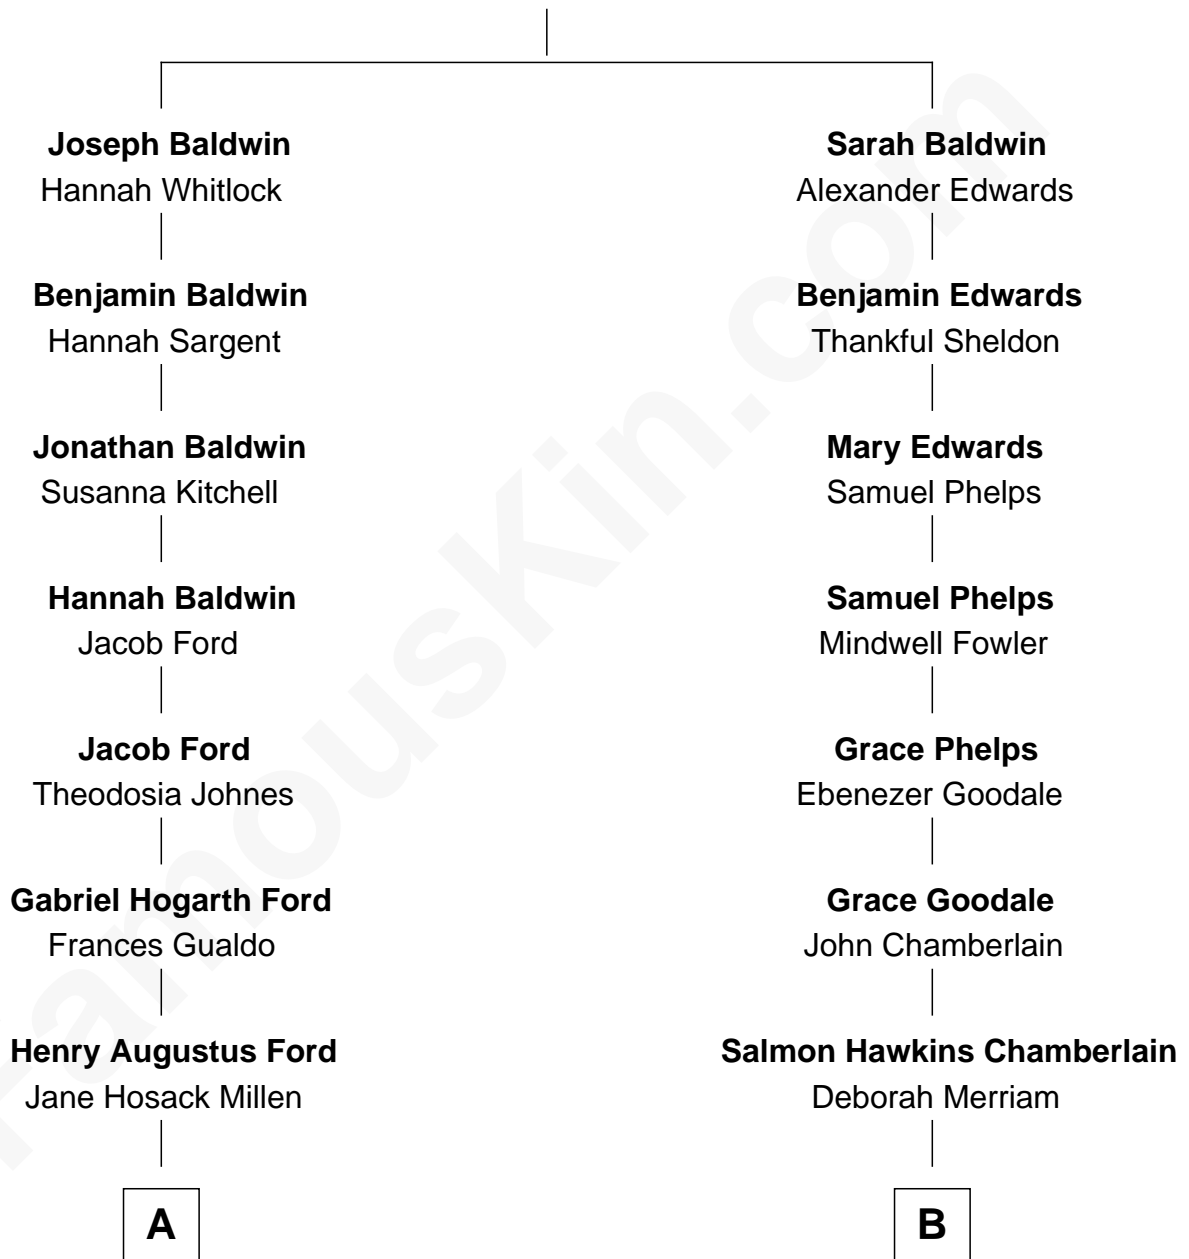 Joseph Baldwin
Hannah Whitlock
Benjamin Baldwin
Hannah Sargent
Jonathan Baldwin
Susanna Kitchell
Hannah Baldwin
Jacob Ford
Jacob Ford
Theodosia Johnes
Gabriel Hogarth Ford
Frances Gualdo
Henry Augustus Ford
Jane Hosack Millen
A
Sarah Baldwin
Alexander Edwards
Benjamin Edwards
Thankful Sheldon
Mary Edwards
Samuel Phelps
Samuel Phelps
Mindwell Fowler
Grace Phelps
Ebenezer Goodale
Grace Goodale
John Chamberlain
Salmon Hawkins Chamberlain
Deborah Merriam
B
FamousKin.com